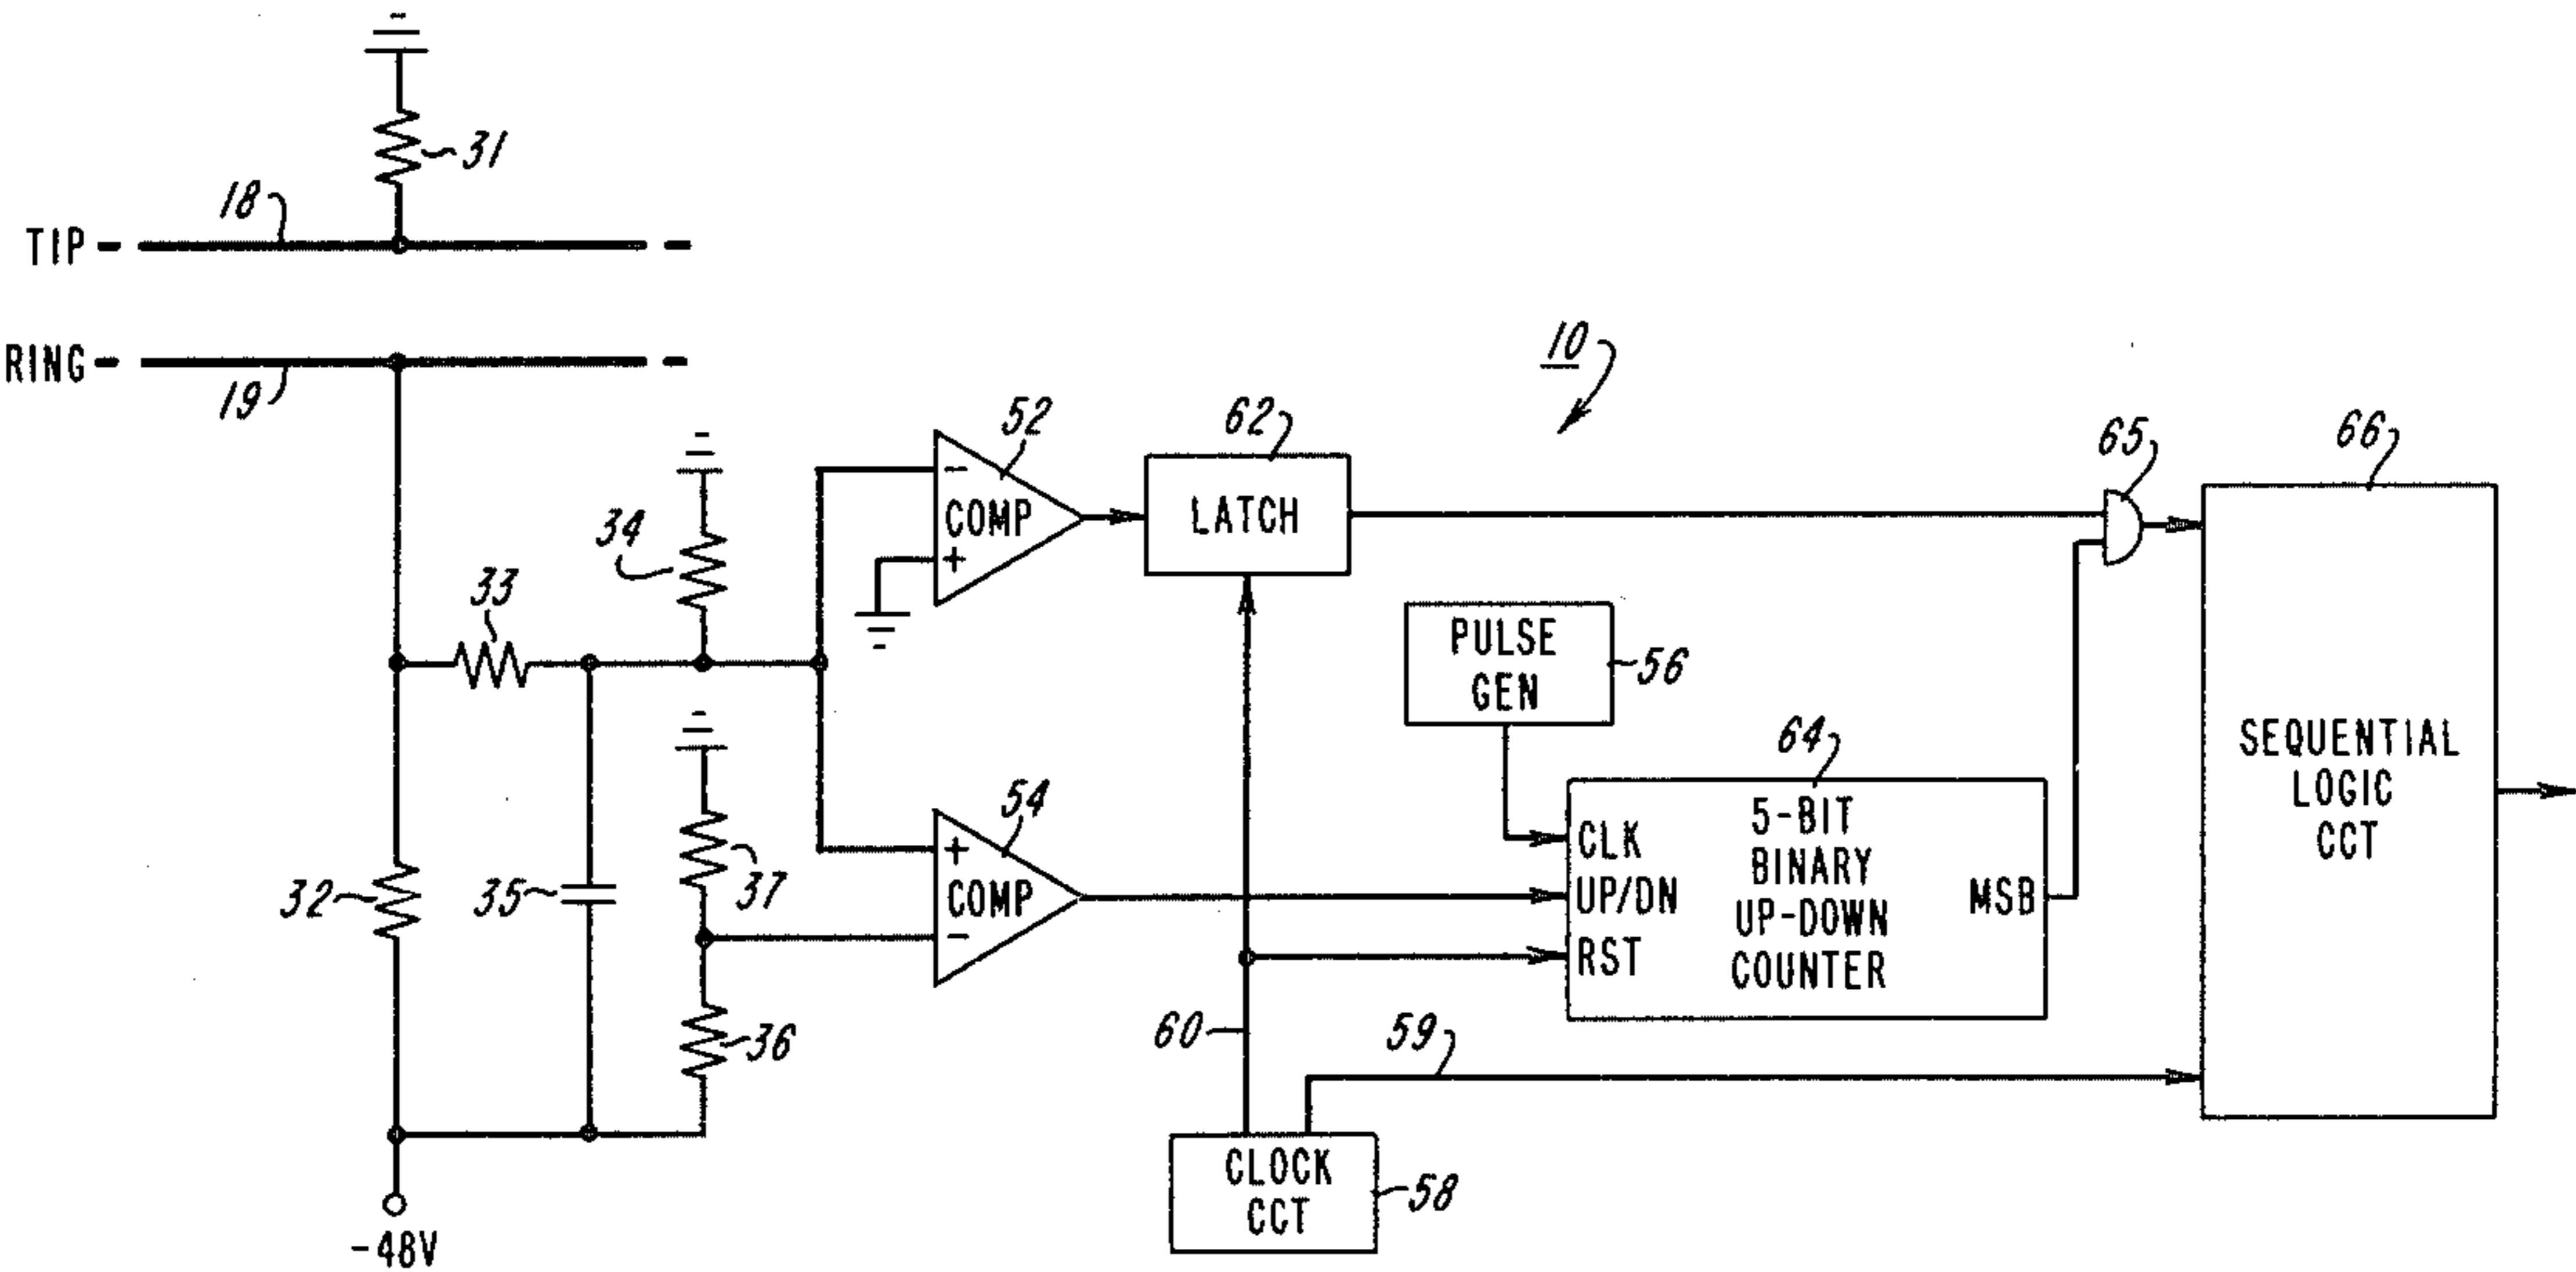 31
18
TIP
RING
19
10
52
62
65
66
34
- COMP +
LATCH
33
PULSE GEN
56
64
SEQUENTIAL LOGIC CCT
54
37
+ COMP -
CLK
UP/DN
RST
5-BIT BINARY UP-DOWN COUNTER
MSB
32
35
36
60
59
CLOCK CCT
58
-48V